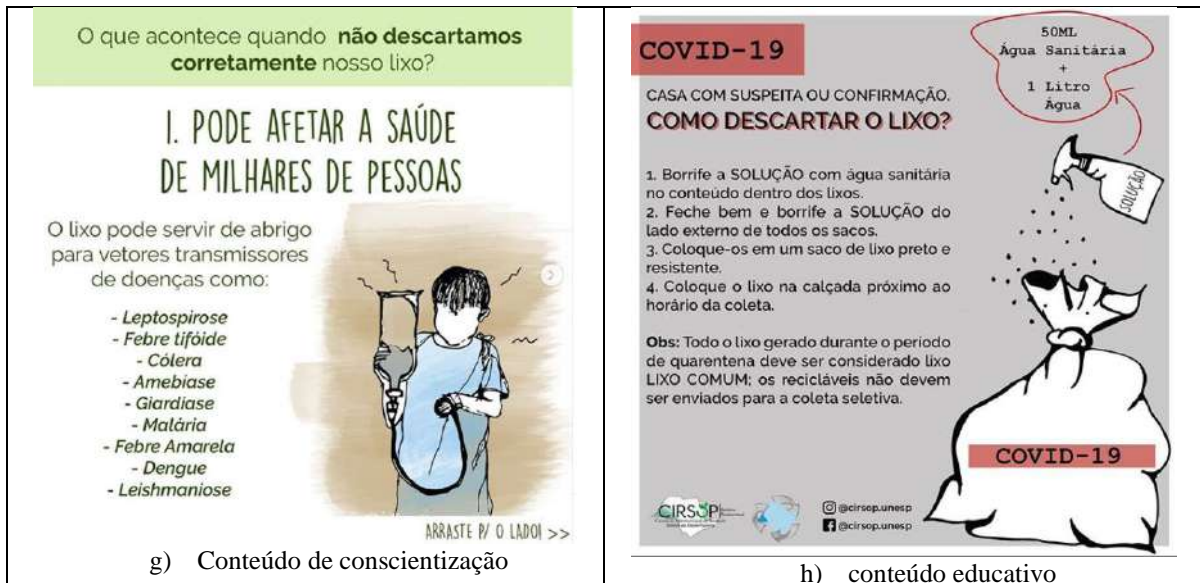 O que acontece quando não descartamos
corretamente nosso lixo?
1. PODE AFETAR A SAÚDE
DE MILHARES DE PESSOAS
O lixo pode servir de abrigo
para vetores transmissores
de doenças como:
- Leptospirose
- Febre tifóide
- Cólera
- Amebíase
- Giardíase
- Malária
- Febre Amarela
- Dengue
- Leishmaniose
ARRASTE P/ O LADO! >>
g) Conteúdo de conscientização
COVID-19
50ML
Água Sanitária
+
1 Litro
Água
CASA COM SUSPEITA OU CONFIRMAÇÃO.
COMO DESCARTAR O LIXO?
SOLUÇÃO
1. Borrife a SOLUÇÃO com água sanitária
no conteúdo dentro dos lixos.
2. Feche bem e borrife a SOLUÇÃO do
lado externo de todos os sacos.
3. Coloque-os em um saco de lixo preto e
resistente.
4. Coloque o lixo na calçada próximo ao
horário da coleta.
Obs: Todo o lixo gerado durante o período
de quarentena deve ser considerado lixo
LIXO COMUM; os recicláveis não devem
ser enviados para a coleta seletiva.
COVID-19
CIRSOP
@cirsop.unesp
@cirsop.unesp
h) conteúdo educativo